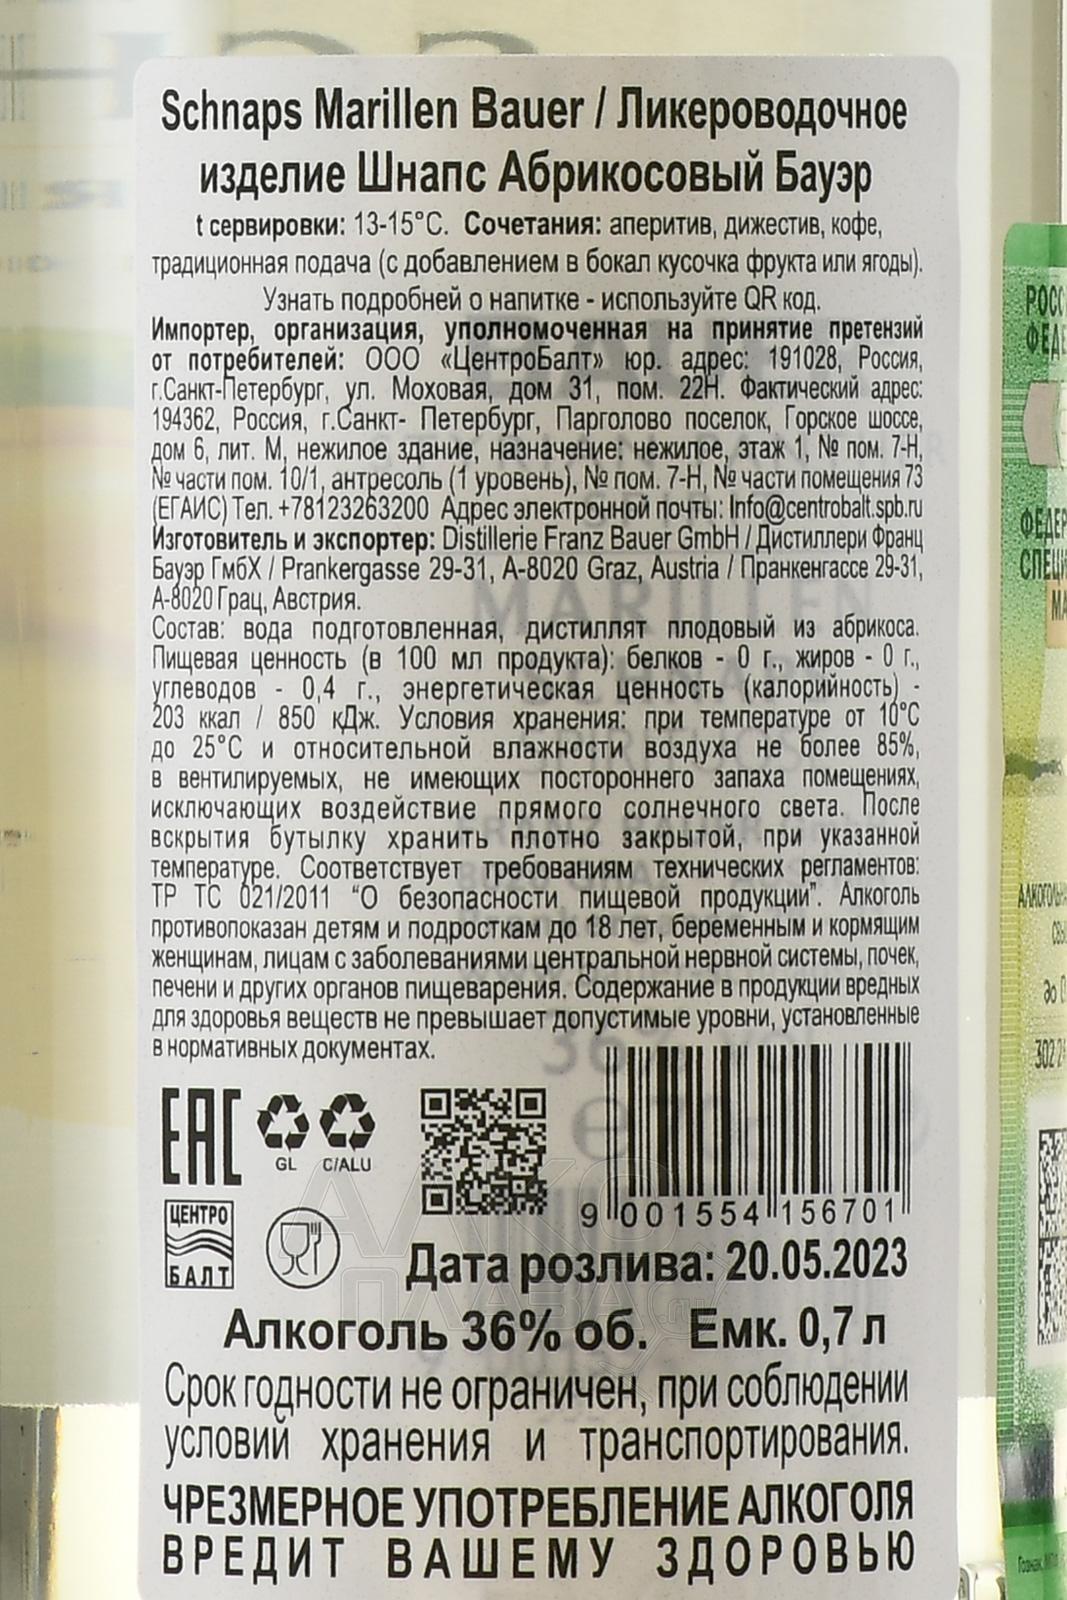 Schnaps Marillen Bauer / Ликероводочное
изделие Шнапс Абрикосовый Бауэр
t сервировки: 13-15°C. Сочетания: аперитив, дижестив, кофе,
традиционная подача (с добавлением в бокал кусочка фрукта или ягоды).
Узнать подробней о напитке - используйте QR код.
Импортер, организация, уполномоченная на принятие претензий
от потребителей: ООО «ЦентроБалт» юр. адрес: 191028, Россия,
г.Санкт-Петербург, ул. Моховая, дом 31, пом. 22Н. Фактический адрес:
194362, Россия, г.Санкт- Петербург, Парголово поселок, Горское шоссе,
дом 6, лит. М, нежилое здание, назначение: нежилое, этаж 1, № пом. 7-Н,
№ части пом. 10/1, антресоль (1 уровень), № пом. 7-Н, № части помещения 73
(ЕГАИС) Тел. +78123263200 Адрес электронной почты: Info@centrobalt.spb.ru
Изготовитель и экспортер: Distillerie Franz Bauer GmbH / Дистиллери Франц
Бауэр ГмбХ / Prankergasse 29-31, A-8020 Graz, Austria / Пранкенгассе 29-31,
А-8020 Грац, Австрия.
Состав: вода подготовленная, дистиллят плодовый из абрикоса.
Пищевая ценность (в 100 мл продукта): белков - 0 г., жиров - 0 г.,
углеводов - 0,4 г., энергетическая ценность (калорийность) -
203 ккал / 850 кДж. Условия хранения: при температуре от 10°С
до 25°С и относительной влажности воздуха не более 85%,
в вентилируемых, не имеющих постороннего запаха помещениях,
исключающих воздействие прямого солнечного света. После
вскрытия бутылку хранить плотно закрытой, при указанной
температуре. Соответствует требованиям технических регламентов:
ТР ТС 021/2011 “О безопасности пищевой продукции”. Алкоголь
противопоказан детям и подросткам до 18 лет, беременным и кормящим
женщинам, лицам с заболеваниями центральной нервной системы, почек,
печени и других органов пищеварения. Содержание в продукции вредных
для здоровья веществ не превышает допустимые уровни, установленные
в нормативных документах.
EAC
GL C/ALU
9 001554 156701
ЦЕНТРО
БАЛТ
Дата розлива: 20.05.2023
Алкоголь 36% об. Емк. 0,7 л
Срок годности не ограничен, при соблюдении
условий хранения и транспортирования.
ЧРЕЗМЕРНОЕ УПОТРЕБЛЕНИЕ АЛКОГОЛЯ
ВРЕДИТ ВАШЕМУ ЗДОРОВЬЮ